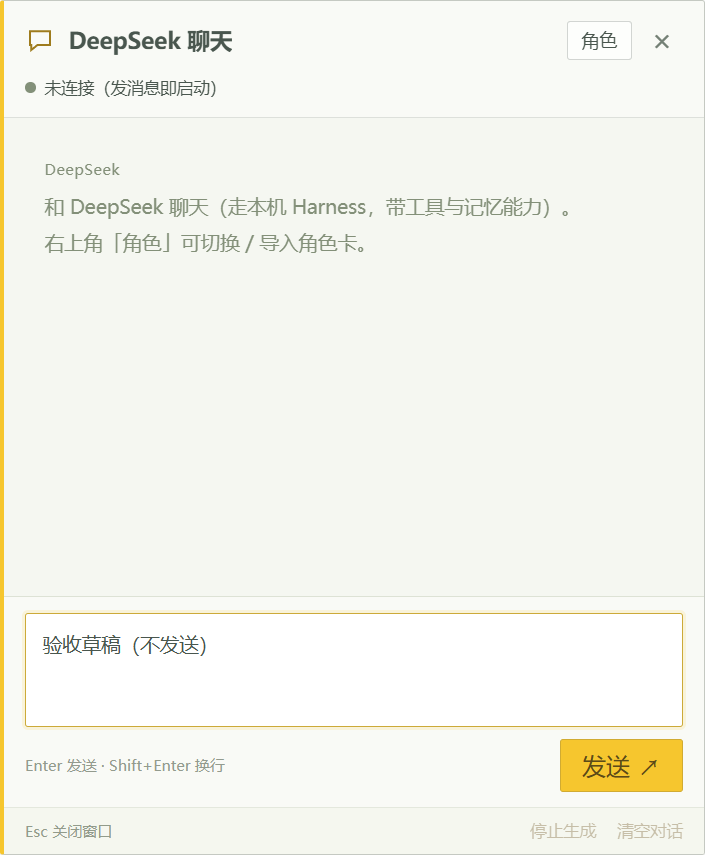 DeepSeek 聊天
角色
未连接（发消息即启动）
DeepSeek
和 DeepSeek 聊天（走本机 Harness，带工具与记忆能力）。
右上角「角色」可切换 / 导入角色卡。
验收草稿（不发送）
Enter 发送 · Shift+Enter 换行
发送 ↗
Esc 关闭窗口
停止生成 清空对话